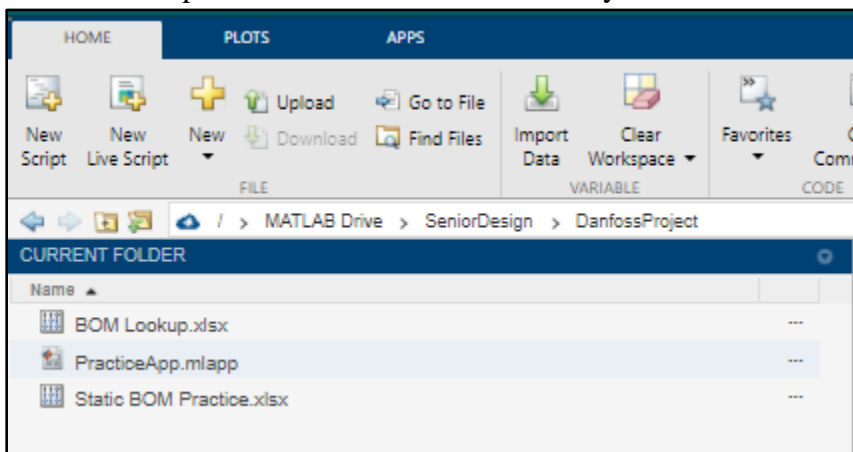 HOME PLOTS APPS
New Script
New Live Script
New
Upload
Download
Go to File
Find Files
Import Data
Clear Workspace
Favorites
FILE VARIABLE CODE
/ > MATLAB Drive > SeniorDesign > DanfossProject
CURRENT FOLDER
Name
BOM Lookup.xlsx
PracticeApp.mlapp
Static BOM Practice.xlsx